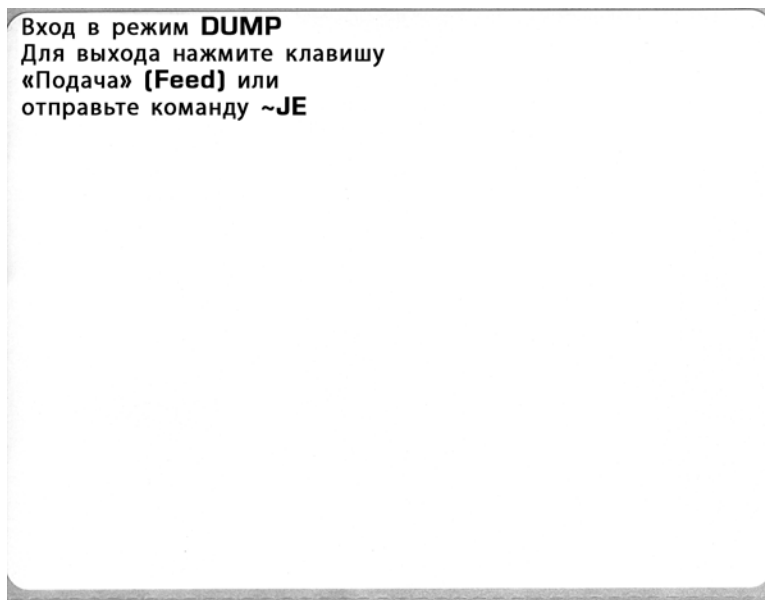 Вход в режим DUMP
Для выхода нажмите клавишу
«Подача» (Feed) или
отправьте команду ~JE